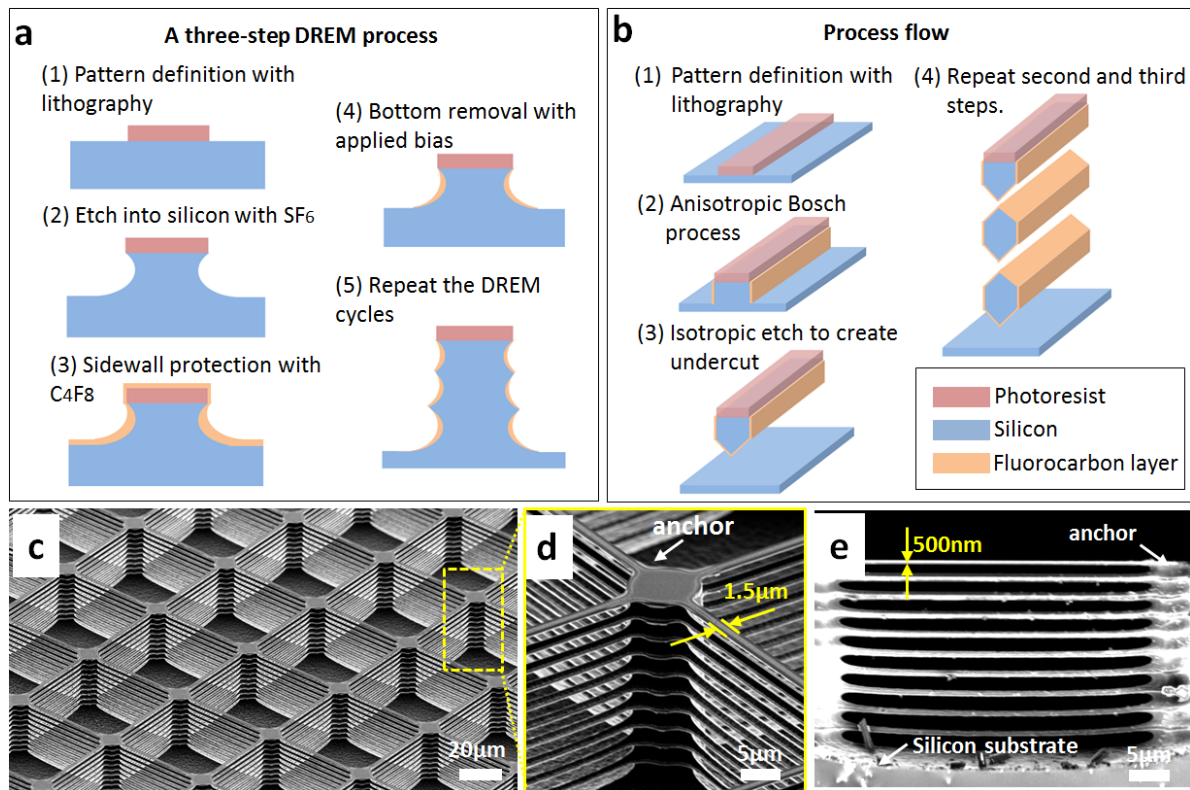 a
A three-step DREM process
(1) Pattern definition with
lithography
(2) Etch into silicon with SF6
(3) Sidewall protection with
C4F8
(4) Bottom removal with
applied bias
(5) Repeat the DREM
cycles
b
Process flow
(1) Pattern definition with
lithography
(2) Anisotropic Bosch
process
(3) Isotropic etch to create
undercut
(4) Repeat second and third
steps.
Photoresist
Silicon
Fluorocarbon layer
c
20μm
d
anchor
1.5μm
5μm
e
500nm
anchor
Silicon substrate
5μm